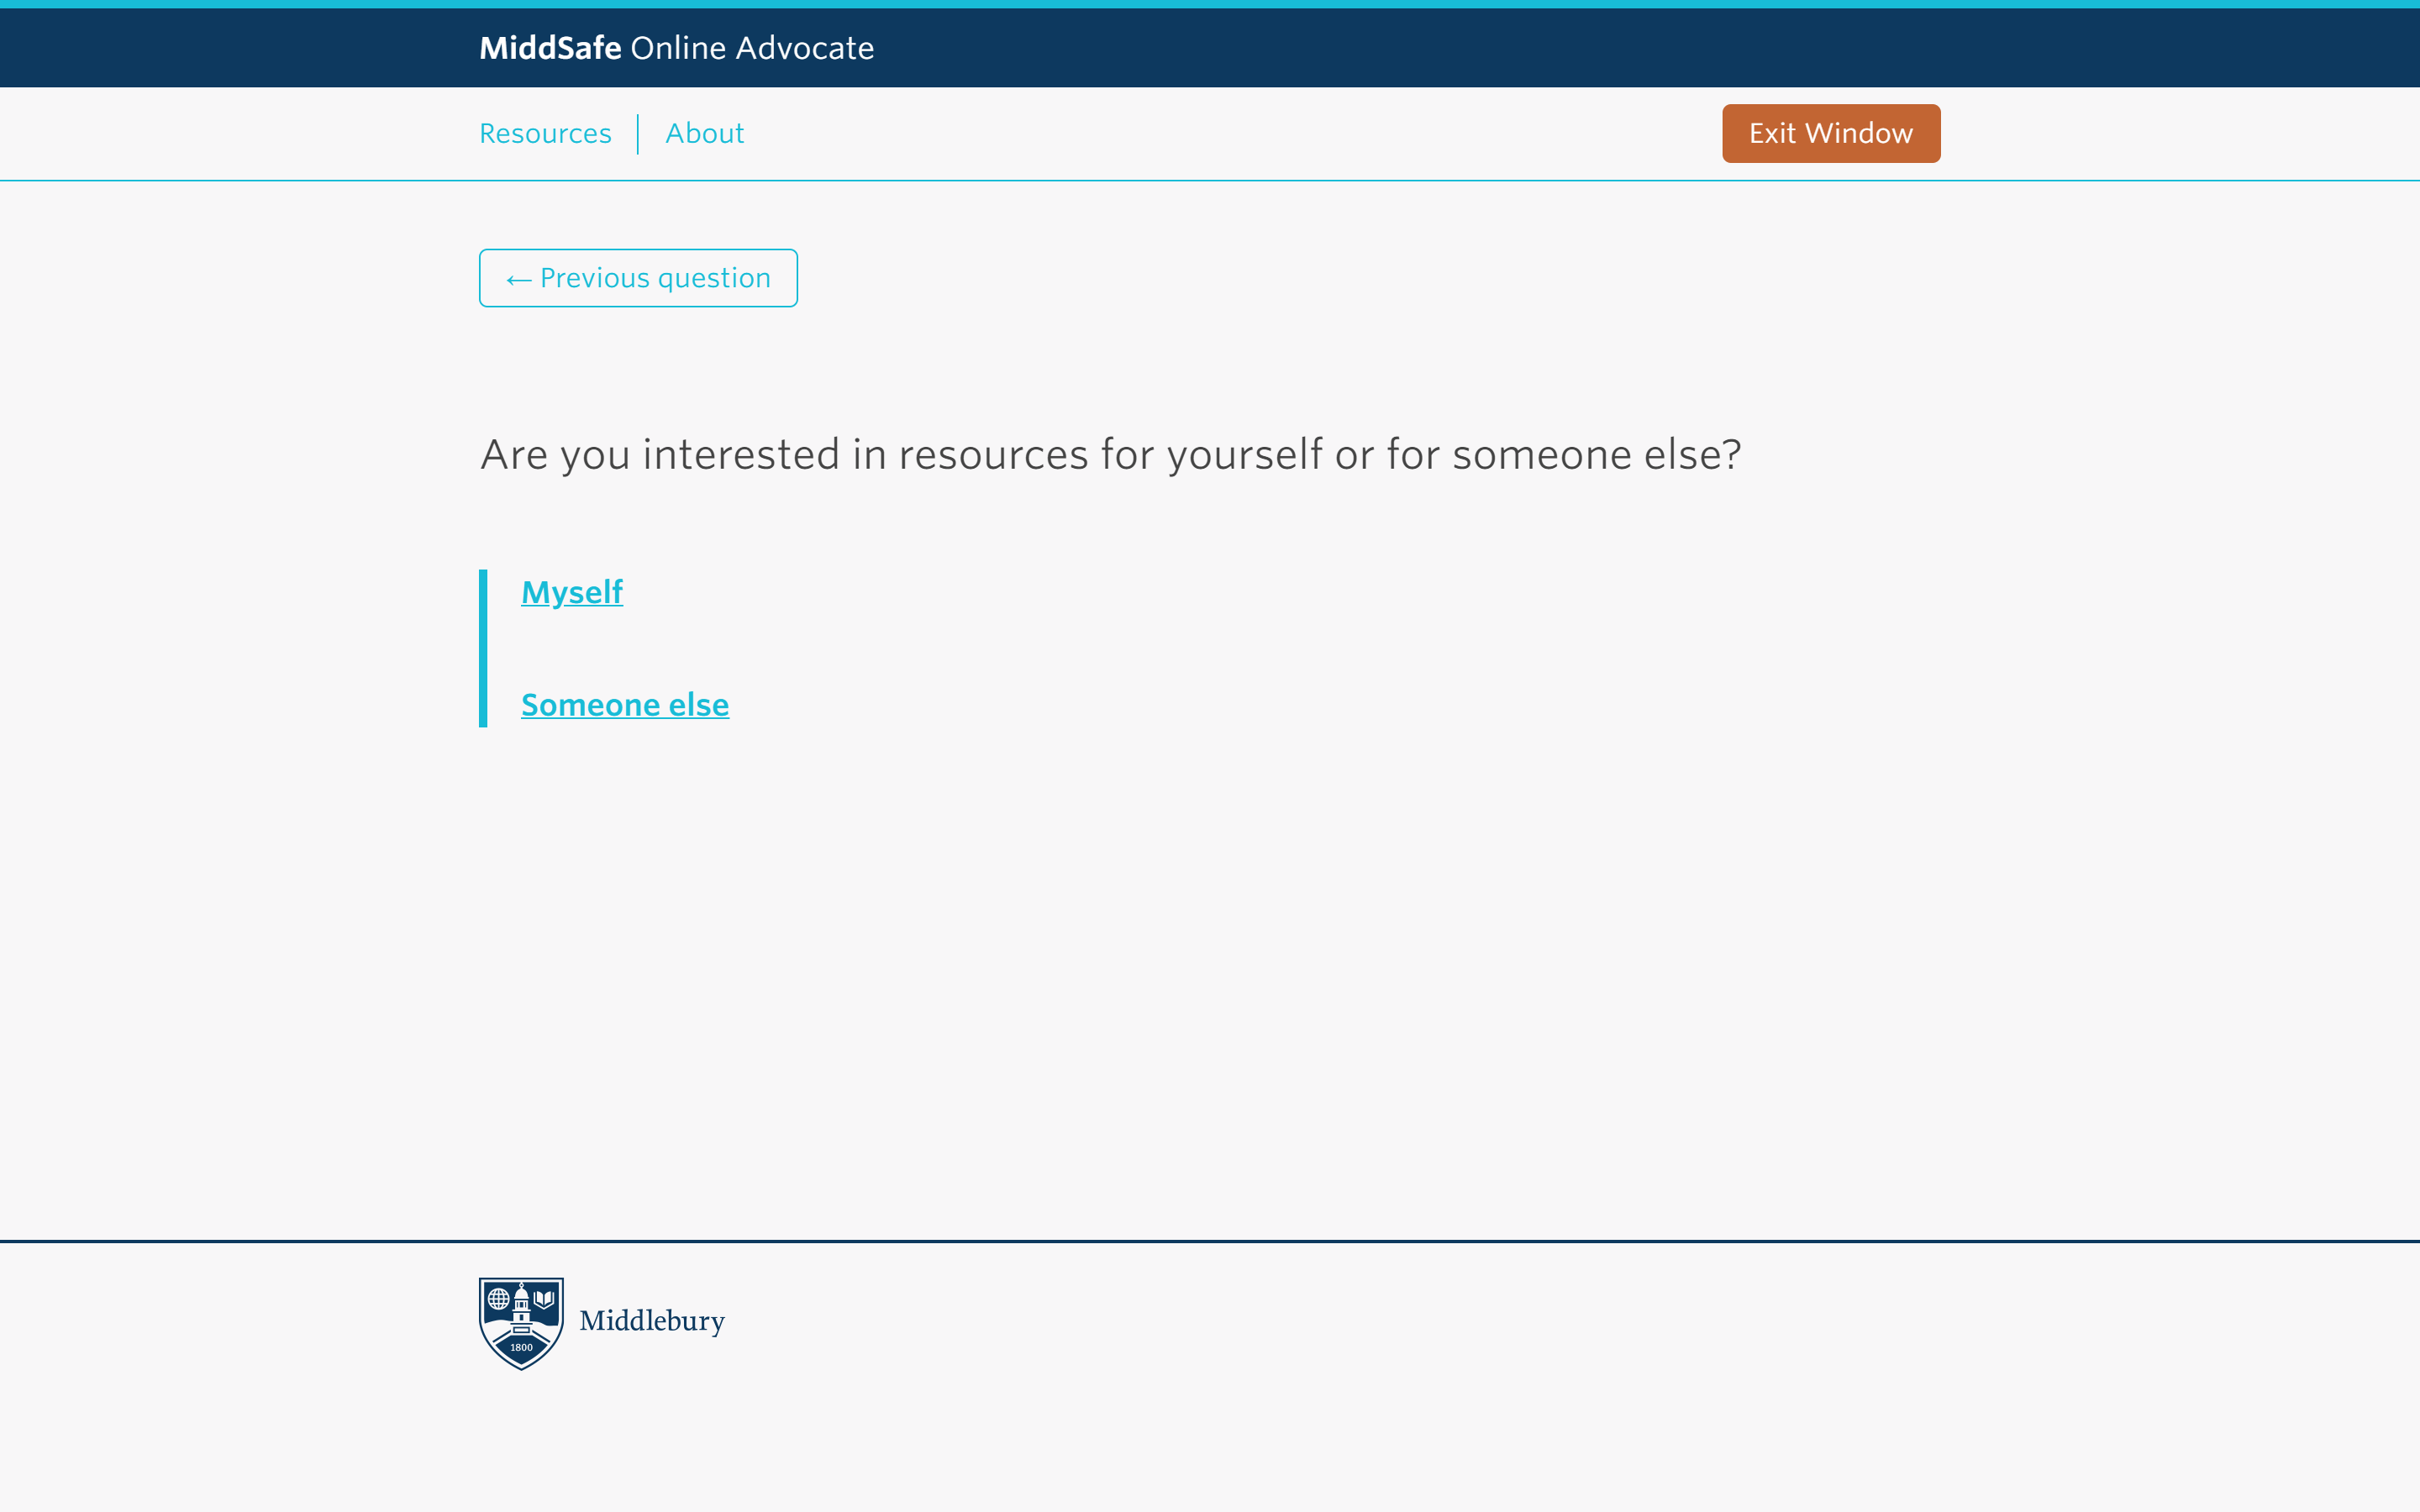 MiddSafe Online Advocate
Resources
About
Exit Window
← Previous question
Are you interested in resources for yourself or for someone else?
Myself
Someone else
1800
Middlebury